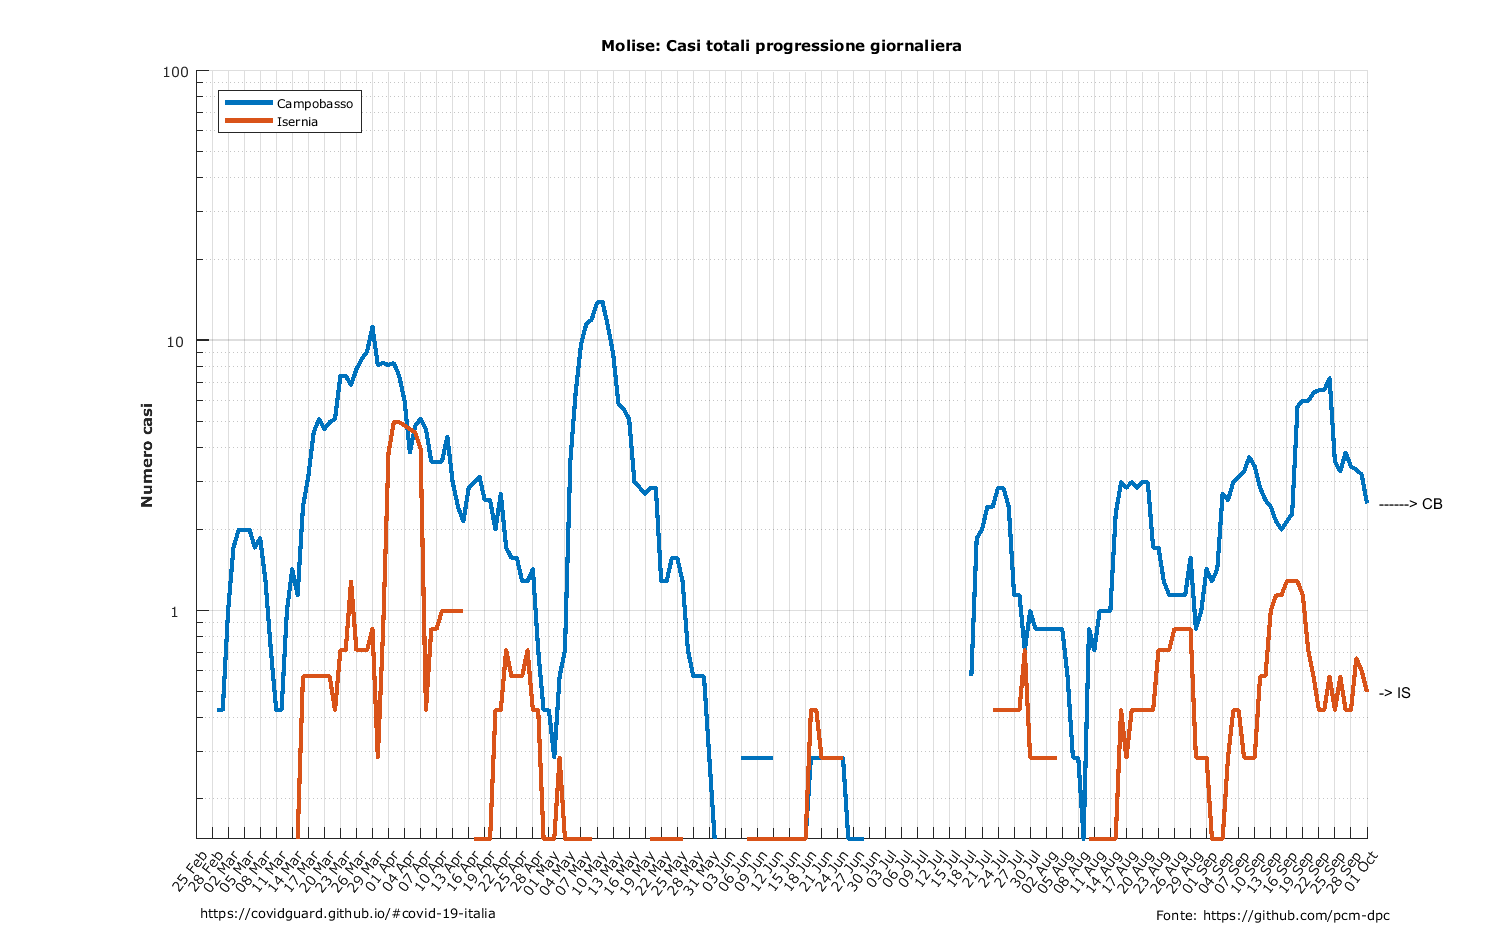 Molise: Casi totali progressione giornaliera
100
10
1
Numero casi
Campobasso
Isernia
------> CB
-> IS
25 Feb
28 Feb
02 Mar
05 Mar
08 Mar
11 Mar
14 Mar
17 Mar
20 Mar
23 Mar
26 Mar
29 Mar
01 Apr
04 Apr
07 Apr
10 Apr
13 Apr
16 Apr
19 Apr
22 Apr
25 Apr
28 Apr
01 May
04 May
07 May
10 May
13 May
16 May
19 May
22 May
25 May
28 May
31 May
03 Jun
06 Jun
09 Jun
12 Jun
15 Jun
18 Jun
21 Jun
24 Jun
27 Jun
30 Jun
03 Jul
06 Jul
09 Jul
12 Jul
15 Jul
18 Jul
21 Jul
24 Jul
27 Jul
30 Jul
02 Aug
05 Aug
08 Aug
11 Aug
14 Aug
17 Aug
20 Aug
23 Aug
26 Aug
29 Aug
01 Sep
04 Sep
07 Sep
10 Sep
13 Sep
16 Sep
19 Sep
22 Sep
25 Sep
28 Sep
01 Oct
https://covidguard.github.io/#covid-19-italia
Fonte: https://github.com/pcm-dpc